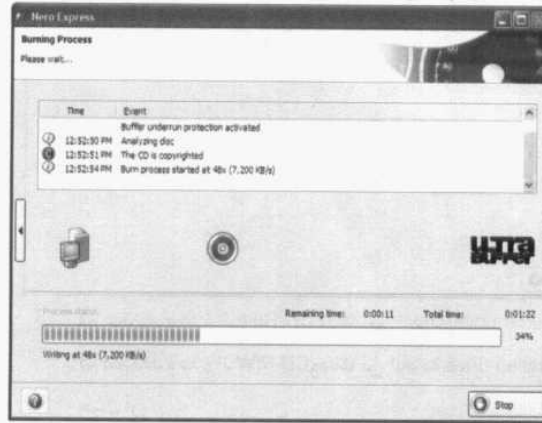 Nero Express
Burning Process
Please wait...
Time Event
Buffer underrun protection activated
12:52:50 PM Analyzing disc
12:52:51 PM The CD is copyrighted
12:52:54 PM Burn process started at 48x (7,200 KB/s)
ULTRA
BUFFER
Process status
Remaining time: 0:00:11 Total time: 0:01:22
34%
Writing at 48x (7,200 KB/s)
Stop